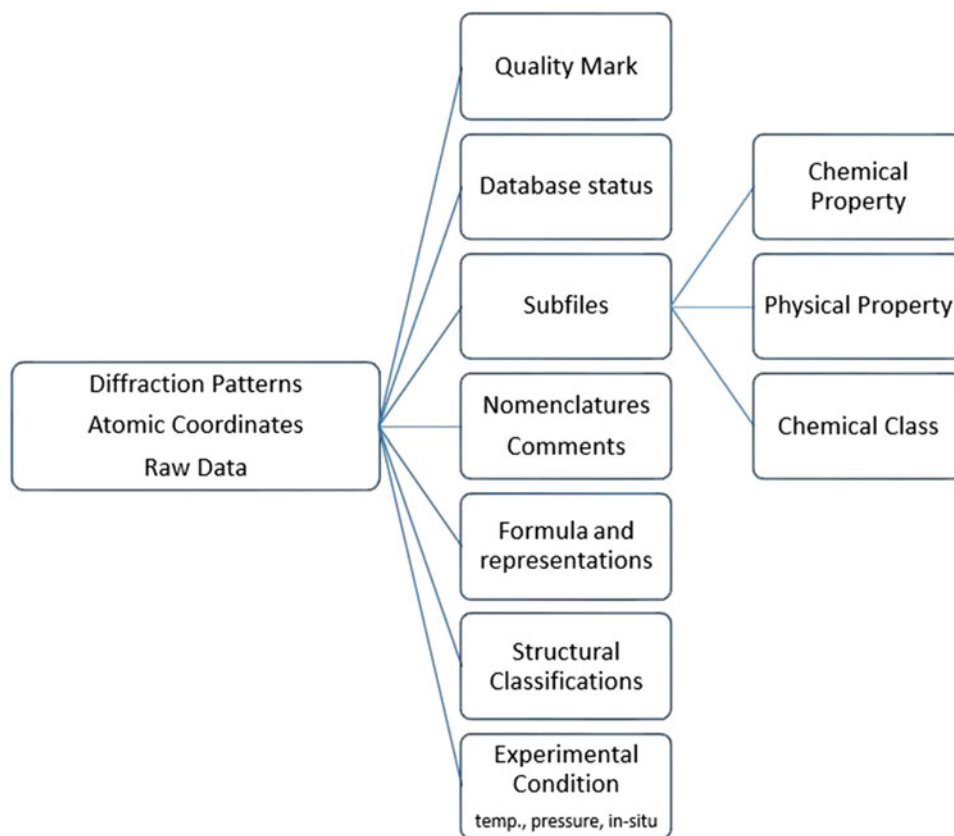 Diffraction Patterns
Atomic Coordinates
Raw Data
Quality Mark
Database status
Subfiles
Nomenclatures
Comments
Formula and
representations
Structural
Classifications
Experimental
Condition
temp., pressure, in-situ
Chemical
Property
Physical Property
Chemical Class